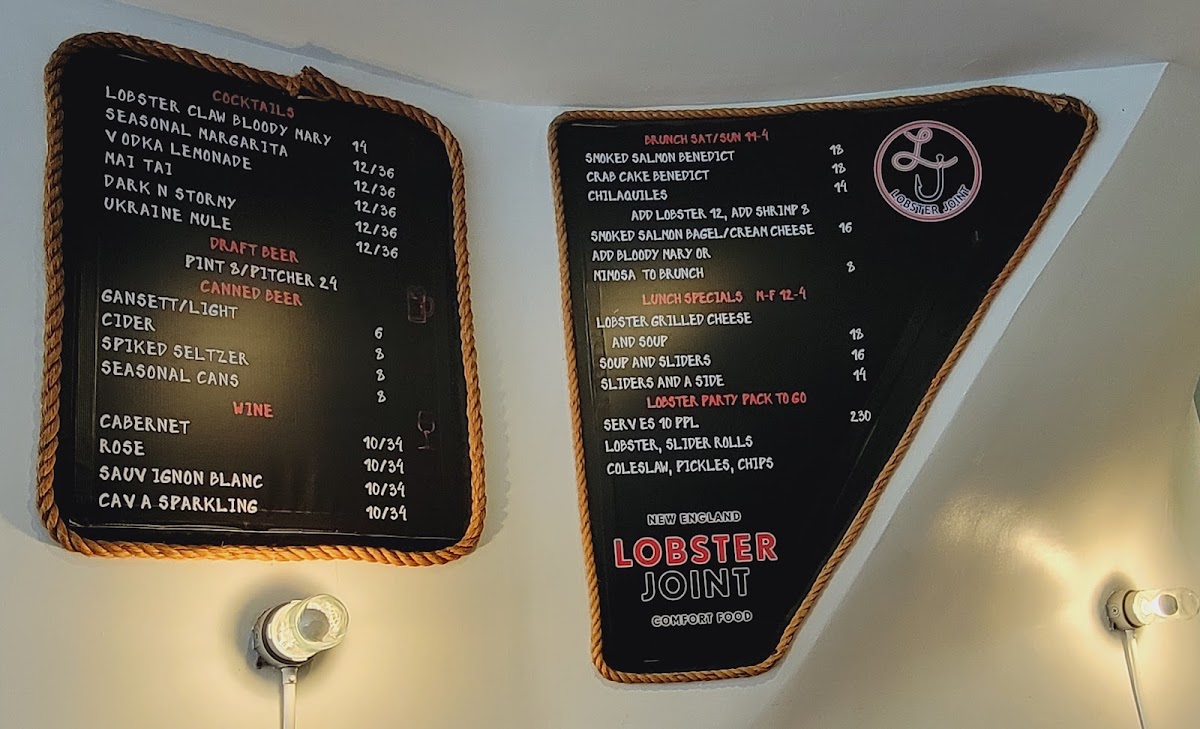 COCKTAILS
LOBSTER CLAW BLOODY MARY 14
SEASONAL MARGARITA 12/36
VODKA LEMONADE 12/36
MAI TAI 12/36
DARK N STORMY 12/36
UKRAINE MULE 12/36
DRAFT BEER
PINT 8/PITCHER 24
CANNED BEER
GANSETT/LIGHT 6
CIDER 8
SPIKED SELTZER 8
SEASONAL CANS 8
WINE
CABERNET 10/34
ROSE 10/34
SAUVIGNON BLANC 10/34
CAVA SPARKLING 10/34
BRUNCH SAT/SUN 11-4
SMOKED SALMON BENEDICT 18
CRAB CAKE BENEDICT 18
CHILAQUILES 14
ADD LOBSTER 12, ADD SHRIMP 8
SMOKED SALMON BAGEL/CREAM CHEESE 16
ADD BLOODY MARY OR
MIMOSA TO BRUNCH 8
LUNCH SPECIALS M-F 12-4
LOBSTER GRILLED CHEESE
AND SOUP 18
SOUP AND SLIDERS 16
SLIDERS AND A SIDE 14
LOBSTER PARTY PACK TO GO
SERVES 10 PPL 230
LOBSTER, SLIDER ROLLS
COLESLAW, PICKLES, CHIPS
NEW ENGLAND
LOBSTER
JOINT
COMFORT FOOD
LJ
LOBSTER JOINT